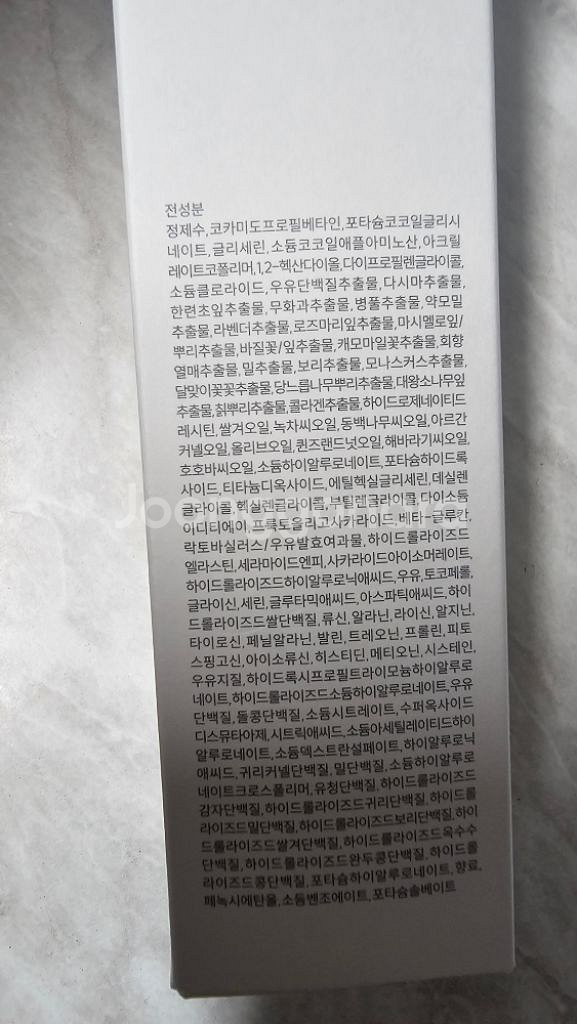 전성분
정제수, 코카미도프로필베타인, 포타슘코코일글리시
네이트, 글리세린, 소듐코코일애플아미노산, 아크릴
레이트코폴리머, 1,2-헥산다이올, 다이프로필렌글라이콜,
소듐클로라이드, 우유단백질추출물, 다시마추출물,
한련초잎추출물, 무화과추출물, 병풀추출물, 약모밀
추출물, 라벤더추출물, 로즈마리잎추출물, 마시멜로잎/
뿌리추출물, 바질꽃/잎추출물, 캐모마일꽃추출물, 회향
열매추출물, 밀추출물, 보리추출물, 모나스커스추출물,
달맞이꽃꽃추출물, 당느릅나무뿌리추출물, 대왕소나무잎
추출물, 칡뿌리추출물, 콜라겐추출물, 하이드로제네이티드
레시틴, 쌀겨오일, 녹차씨오일, 동백나무씨오일, 아르간
커넬오일, 올리브오일, 퀸즈랜드넛오일, 해바라기씨오일,
호호바씨오일, 소듐하이알루로네이트, 포타슘하이드록
사이드, 티타늄디옥사이드, 에틸헥실글리세린, 데실렌
글라이콜, 헥실렌글라이콜, 부틸렌글라이콜, 다이소듐
이디티에이, 프룩토올리고사카라이드, 베타-글루칸,
락토바실러스/우유발효여과물, 하이드롤라이즈드
엘라스틴, 세라마이드엔피, 사카라이드아이소머레이트,
하이드롤라이즈드하이알루로닉애씨드, 우유, 토코페롤,
글라이신, 세린, 글루타믹애씨드, 아스파틱애씨드, 하이
드롤라이즈드쌀단백질, 류신, 알라닌, 라이신, 알지닌,
타이로신, 페닐알라닌, 발린, 트레오닌, 프롤린, 피토
스핑고신, 아이소류신, 히스티딘, 메티오닌, 시스테인,
우유지질, 하이드록시프로필트라이모늄하이알루로
네이트, 하이드롤라이즈드소듐하이알루로네이트, 우유
단백질, 돌콩단백질, 소듐시트레이트, 수퍼옥사이드
디스뮤타아제, 시트릭애씨드, 소듐아세틸레이티드하이
알루로네이트, 소듐덱스트란설페이트, 하이알루로닉
애씨드, 귀리커넬단백질, 밀단백질, 소듐하이알루로
네이트크로스폴리머, 유청단백질, 하이드롤라이즈드
감자단백질, 하이드롤라이즈드귀리단백질, 하이드롤
라이즈드밀단백질, 하이드롤라이즈드보리단백질, 하이
드롤라이즈드쌀겨단백질, 하이드롤라이즈드옥수수
단백질, 하이드롤라이즈드완두콩단백질, 하이드롤
라이즈드콩단백질, 포타슘하이알루로네이트, 향료,
페녹시에탄올, 소듐벤조에이트, 포타슘솔베이트